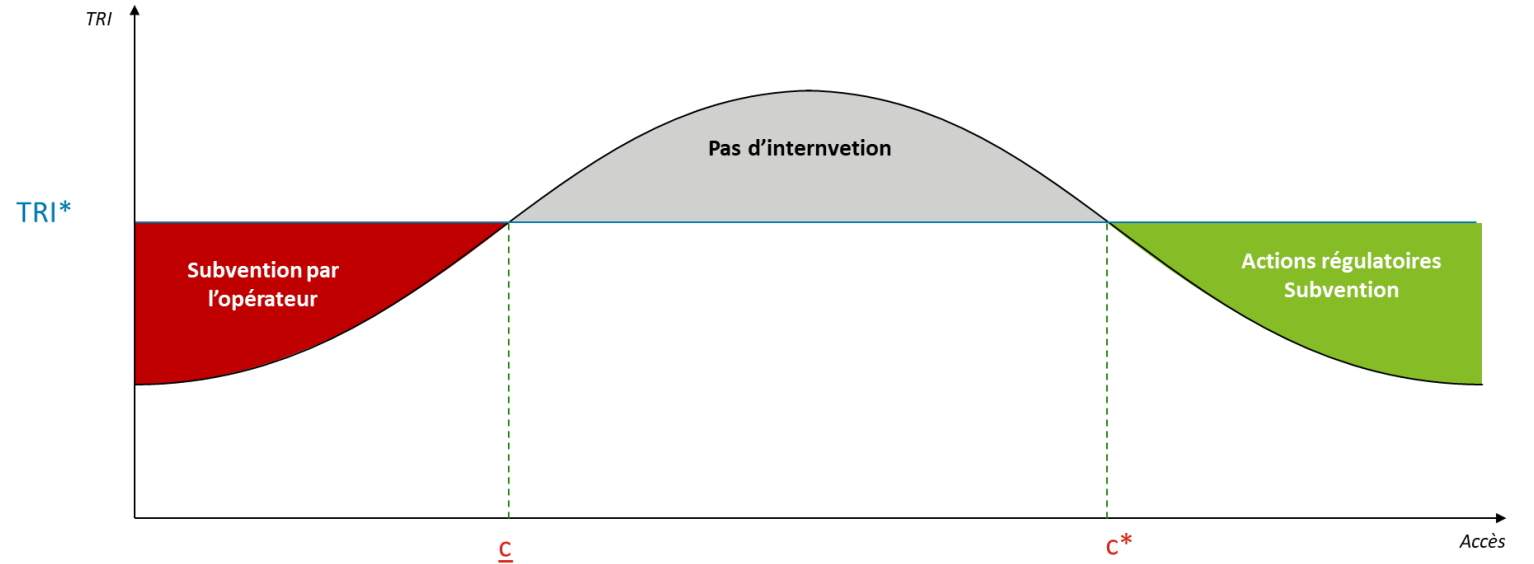 TRI
Pas d'internvetion
TRI*
Subvention par
l'opérateur
Actions régulatoires
Subvention
c
c*
Accès